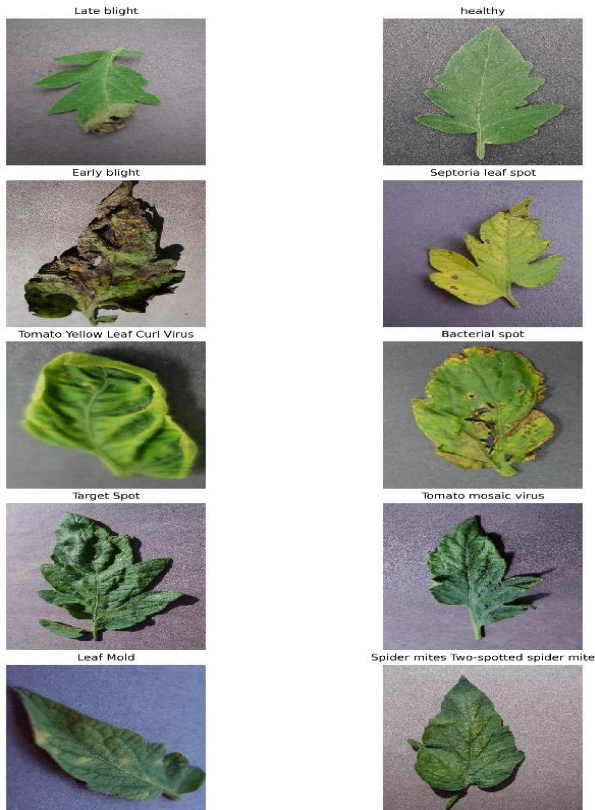 Late blight
healthy
Early blight
Septoria leaf spot
Tomato Yellow Leaf Curl Virus
Bacterial spot
Target Spot
Tomato mosaic virus
Leaf Mold
Spider mites Two-spotted spider mite